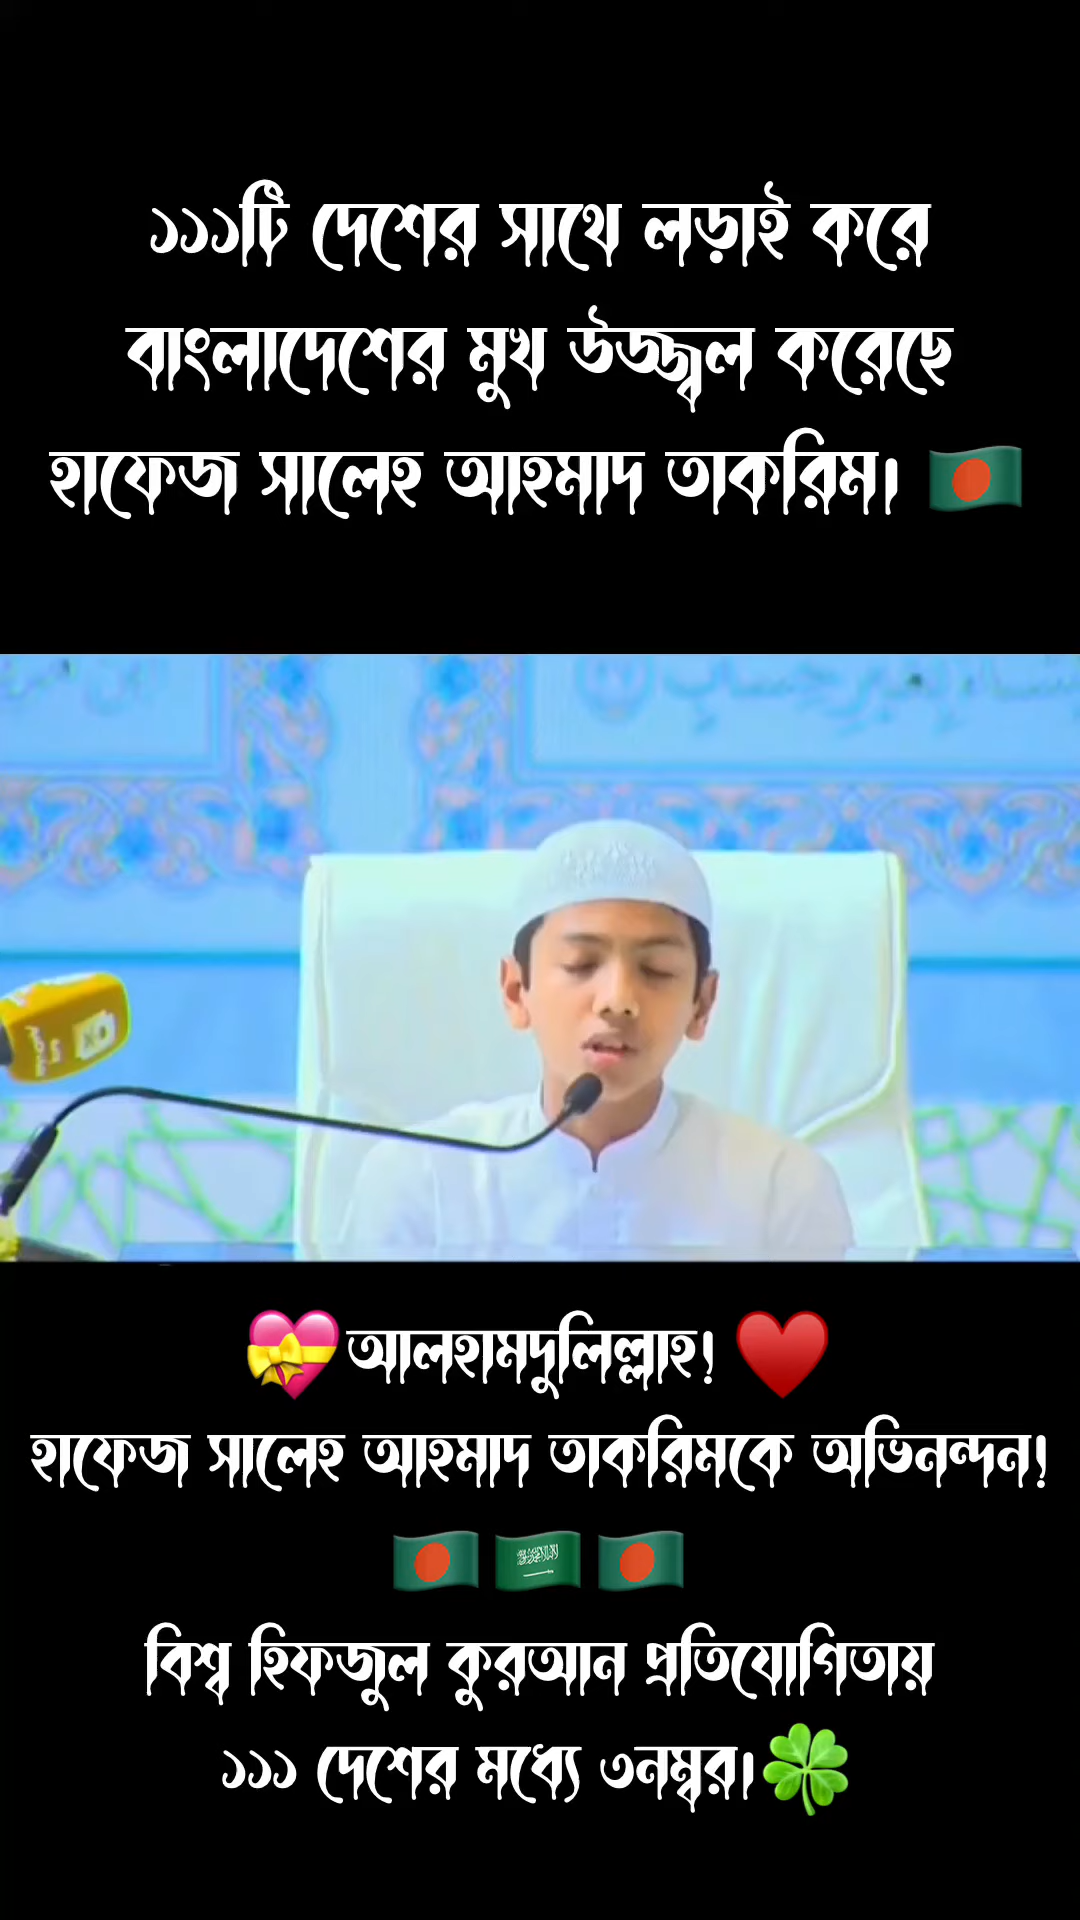 ১১১টি দেশের সাথে লড়াই করে
বাংলাদেশের মুখ উজ্জ্বল করেছে
হাফেজ সালেহ আহমাদ তাকরিম। 🇧🇩
💝আলহামদুলিল্লাহ! ♥️
হাফেজ সালেহ আহমাদ তাকরিমকে অভিনন্দন!
🇧🇩🇸🇦🇧🇩
বিশ্ব হিফজুল কুরআন প্রতিযোগিতায়
১১১ দেশের মধ্যে ৩নম্বর।🍀